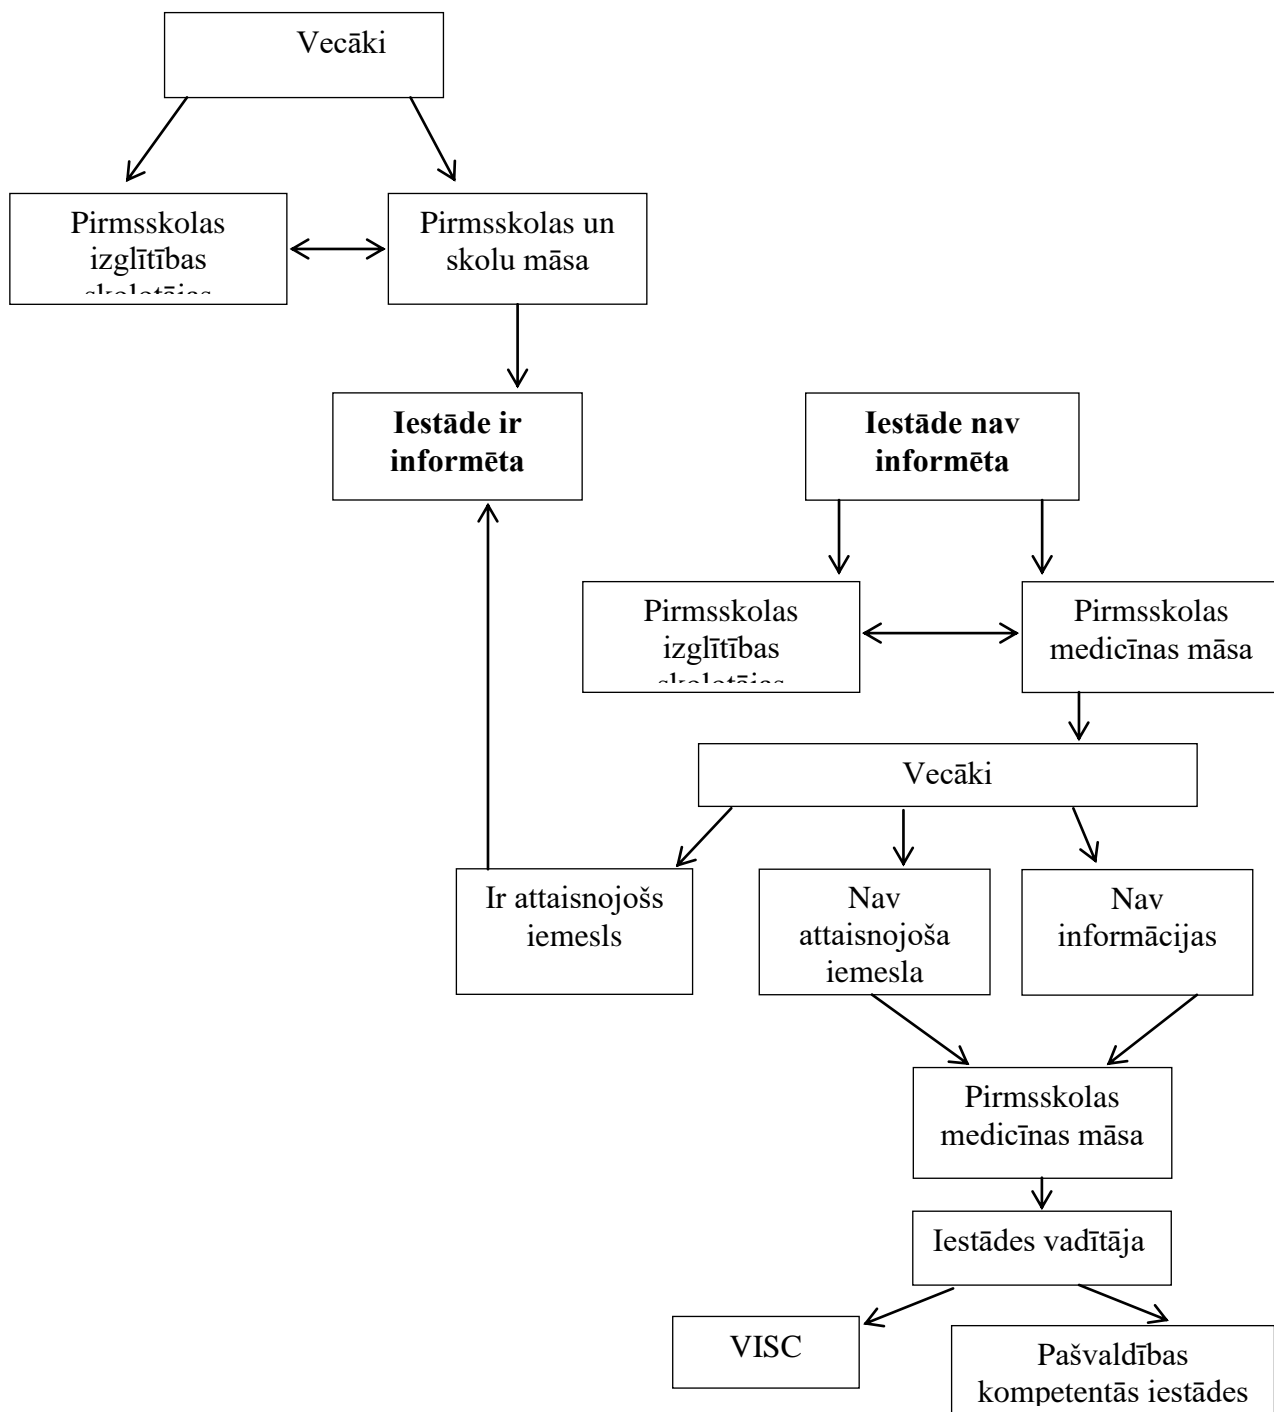 Vecāki
Pirmsskolas
izglītības
Pirmsskolas un
skolu māsa
Iestāde ir
informēta
Iestāde nav
informēta
Pirmsskolas
izglītības
Pirmsskolas
medicīnas māsa
Vecāki
Ir attaisnojošs
iemesls
Nav
attaisnojoša
iemesla
Nav
informācijas
Pirmsskolas
medicīnas māsa
Iestādes vadītāja
VISC
Pašvaldības
kompetentās iestādes